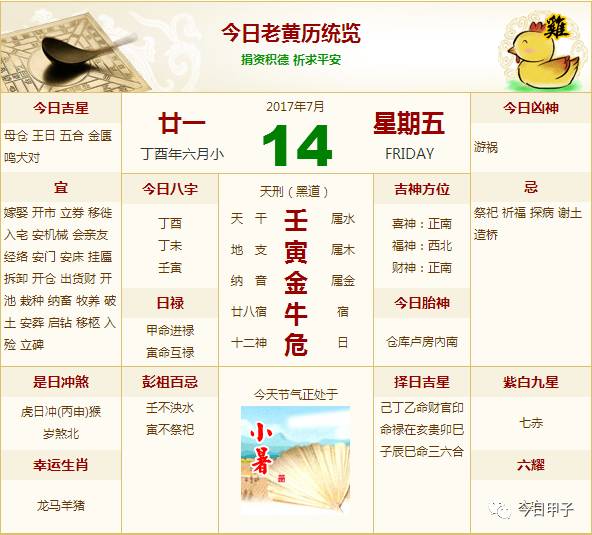 今日老黄历统览
捐资积德 祈求平安
雞
今日吉星
母仓 王日 五合 金匮
鸣犬对
廿一
丁酉年六月小
2017年7月
14
星期五
FRIDAY
今日凶神
游祸
宜
嫁娶 开市 立券 移徙
入宅 安机械 会亲友
经络 安门 安床 挂匾
拆卸 开仓 出货财 开
池 栽种 纳畜 牧养 破
土 安葬 启钻 移柩 入
殓 立碑
今日八字
丁酉
丁未
壬寅
日禄
甲命进禄
寅命互禄
天刑（黑道）
天 干 壬 属水
地 支 寅 属木
纳 音 金 属金
廿八宿 牛 宿
十二神 危 日
吉神方位
喜神：正南
福神：西北
财神：正南
今日胎神
仓库卢房内南
忌
祭祀 祈福 探病 谢土
造桥
是日冲煞
虎日冲(丙申)猴
岁煞北
幸运生肖
龙马羊猪
彭祖百忌
壬不泱水
寅不祭祀
今天节气正处于
小暑
择日吉星
己丁乙命财官印
命禄在亥奏卯巳
子辰巳命三六合
紫白九星
七赤
六耀
今日甲子